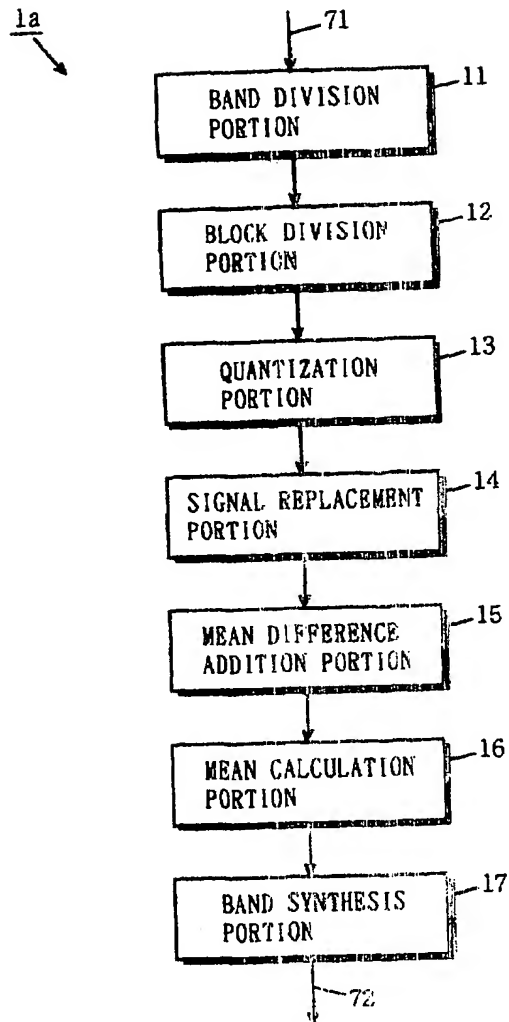 1a
71
BAND DIVISION
PORTION
11
BLOCK DIVISION
PORTION
12
QUANTIZATION
PORTION
13
SIGNAL REPLACEMENT
PORTION
14
MEAN DIFFERENCE
ADDITION PORTION
15
MEAN CALCULATION
PORTION
16
BAND SYNTHESIS
PORTION
17
72